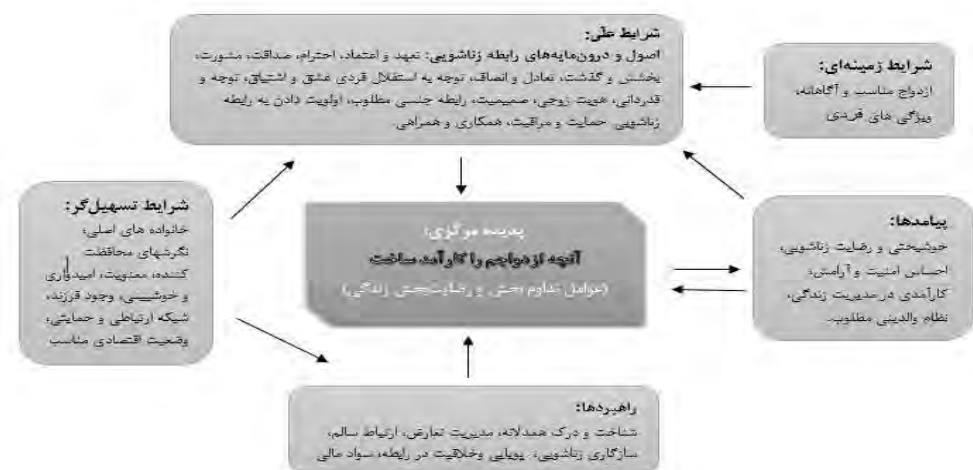 شرایط علّی:
اصول و درون‌مایه‌های رابطه زناشویی: تعهد و اعتماد، احترام، صداقت، مشورت،
بخشش و گذشت، تعادل و انصاف، توجه به استقلال فردی عشق و اشتیاق، توجه و
قدردانی، هویت زوجی، صمیمیت، رابطه جنسی مطلوب، اولویت دادن به رابطه
زناشویی حمایت و مراقبت، همکاری و همراهی.
شرایط زمینه‌ای:
ازدواج مناسب و آگاهانه،
ویژگی های فردی
شرایط تسهیل‌گر:
خانواده های اصلی،
نگرشهای محافظت
کننده، معنویت، امیدواری
و خوشبینی، وجود فرزند،
شبکه ارتباطی و حمایتی،
وضعیت اقتصادی مناسب
پدیده مرکزی:
آنچه ازدواجم را کارآمد ساخت
(عوامل تداوم بخش و رضایت‌بخش زندگی)
پیامدها:
خوشبختی و رضایت زناشویی،
احساس امنیت و آرامش،
کارآمدی در مدیریت زندگی،
نظام والدینی مطلوب.
راهبردها:
شناخت و درک همدلانه، مدیریت تعارض، ارتباط سالم،
سازگاری زناشویی، پویایی وخلاقیت در رابطه، سواد مالی